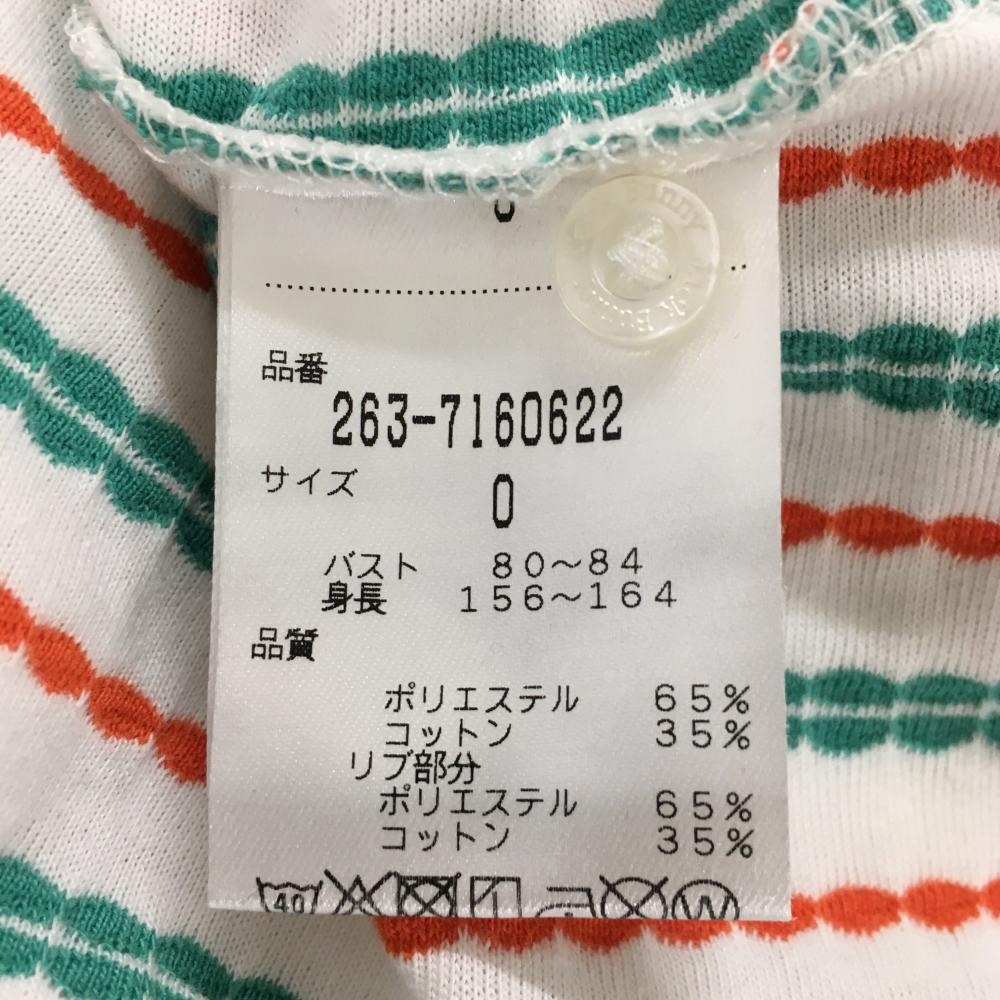 品番
263-7160622
サイズ
0
バスト 80～84
身長 156～164
品質
ポリエステル 65%
コットン 35%
リブ部分
ポリエステル 65%
コットン 35%
40
W